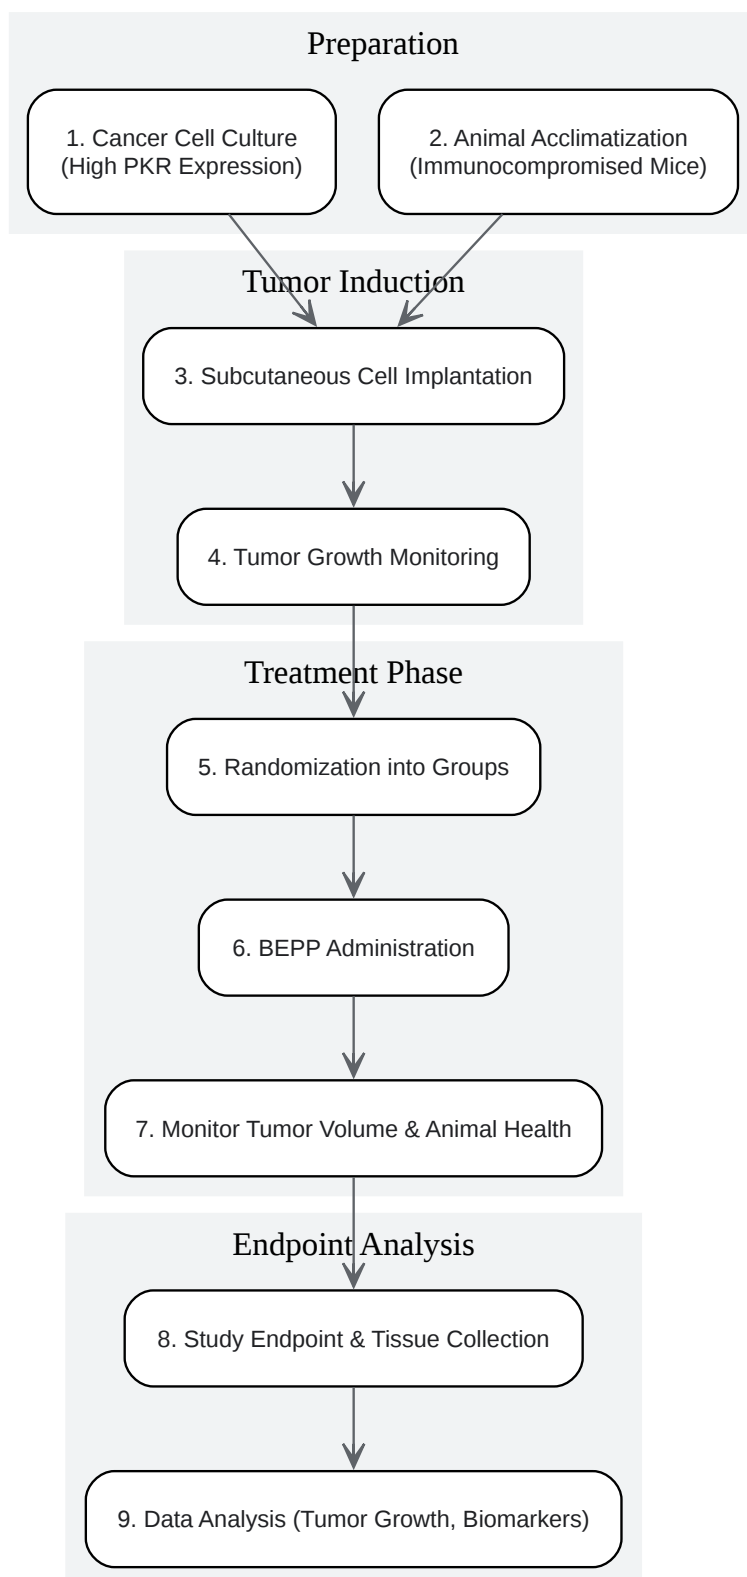 Preparation
1. Cancer Cell Culture
(High PKR Expression)
2. Animal Acclimatization
(Immunocompromised Mice)
Tumor Induction
3. Subcutaneous Cell Implantation
4. Tumor Growth Monitoring
Treatment Phase
5. Randomization into Groups
6. BEPP Administration
7. Monitor Tumor Volume & Animal Health
Endpoint Analysis
8. Study Endpoint & Tissue Collection
9. Data Analysis (Tumor Growth, Biomarkers)